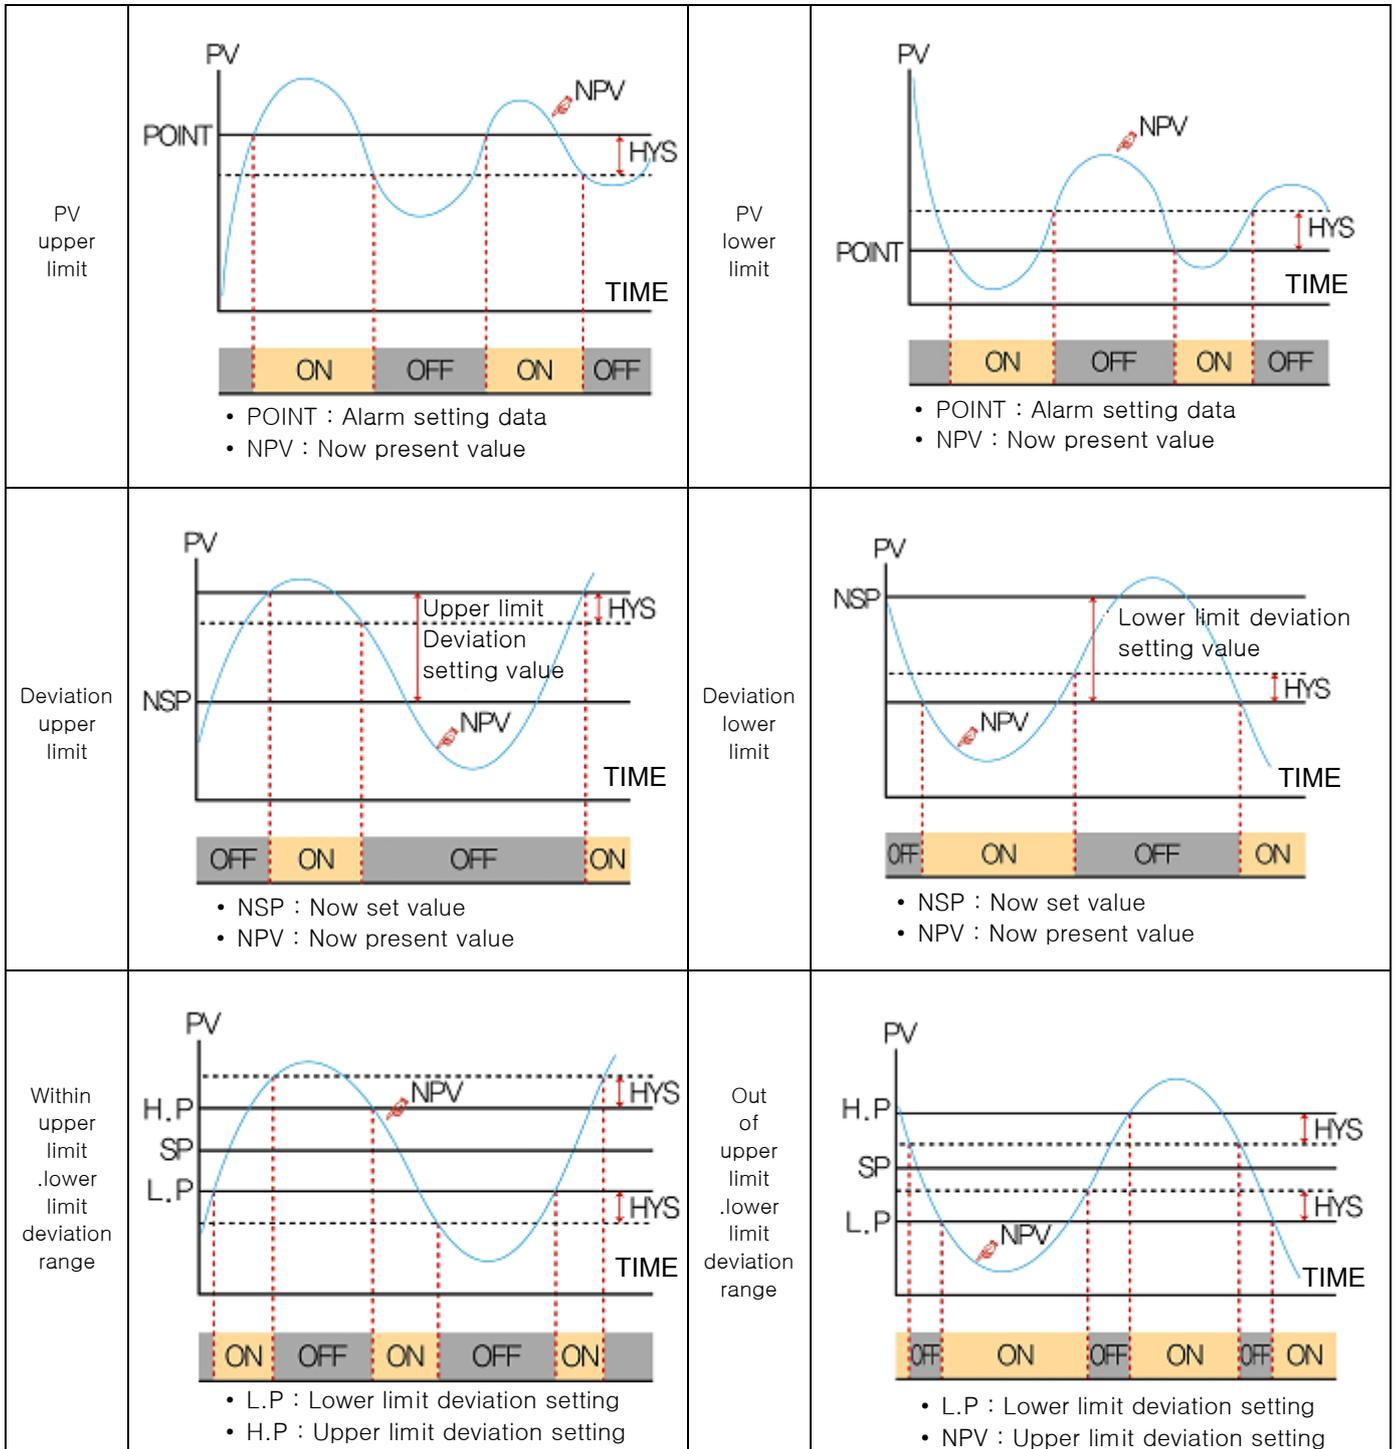 PV
upper
limit
PV
POINT
NPV
HYS
TIME
ON
OFF
ON
OFF
• POINT : Alarm setting data
• NPV : Now present value
PV
lower
limit
PV
NPV
HYS
POINT
TIME
ON
OFF
ON
OFF
• POINT : Alarm setting data
• NPV : Now present value
Deviation
upper
limit
PV
Upper limit
Deviation
setting value
HYS
NSP
NPV
TIME
OFF
ON
OFF
ON
• NSP : Now set value
• NPV : Now present value
Deviation
lower
limit
PV
NSP
Lower limit deviation
setting value
HYS
NPV
TIME
OFF
ON
OFF
ON
• NSP : Now set value
• NPV : Now present value
Within
upper
limit
.lower
limit
deviation
range
PV
NPV
HYS
H.P
SP
L.P
HYS
TIME
ON
OFF
ON
OFF
ON
• L.P : Lower limit deviation setting
• H.P : Upper limit deviation setting
Out
of
upper
limit
.lower
limit
deviation
range
PV
H.P
HYS
SP
HYS
L.P
NPV
TIME
OFF
ON
OFF
ON
OFF
ON
• L.P : Lower limit deviation setting
• NPV : Upper limit deviation setting